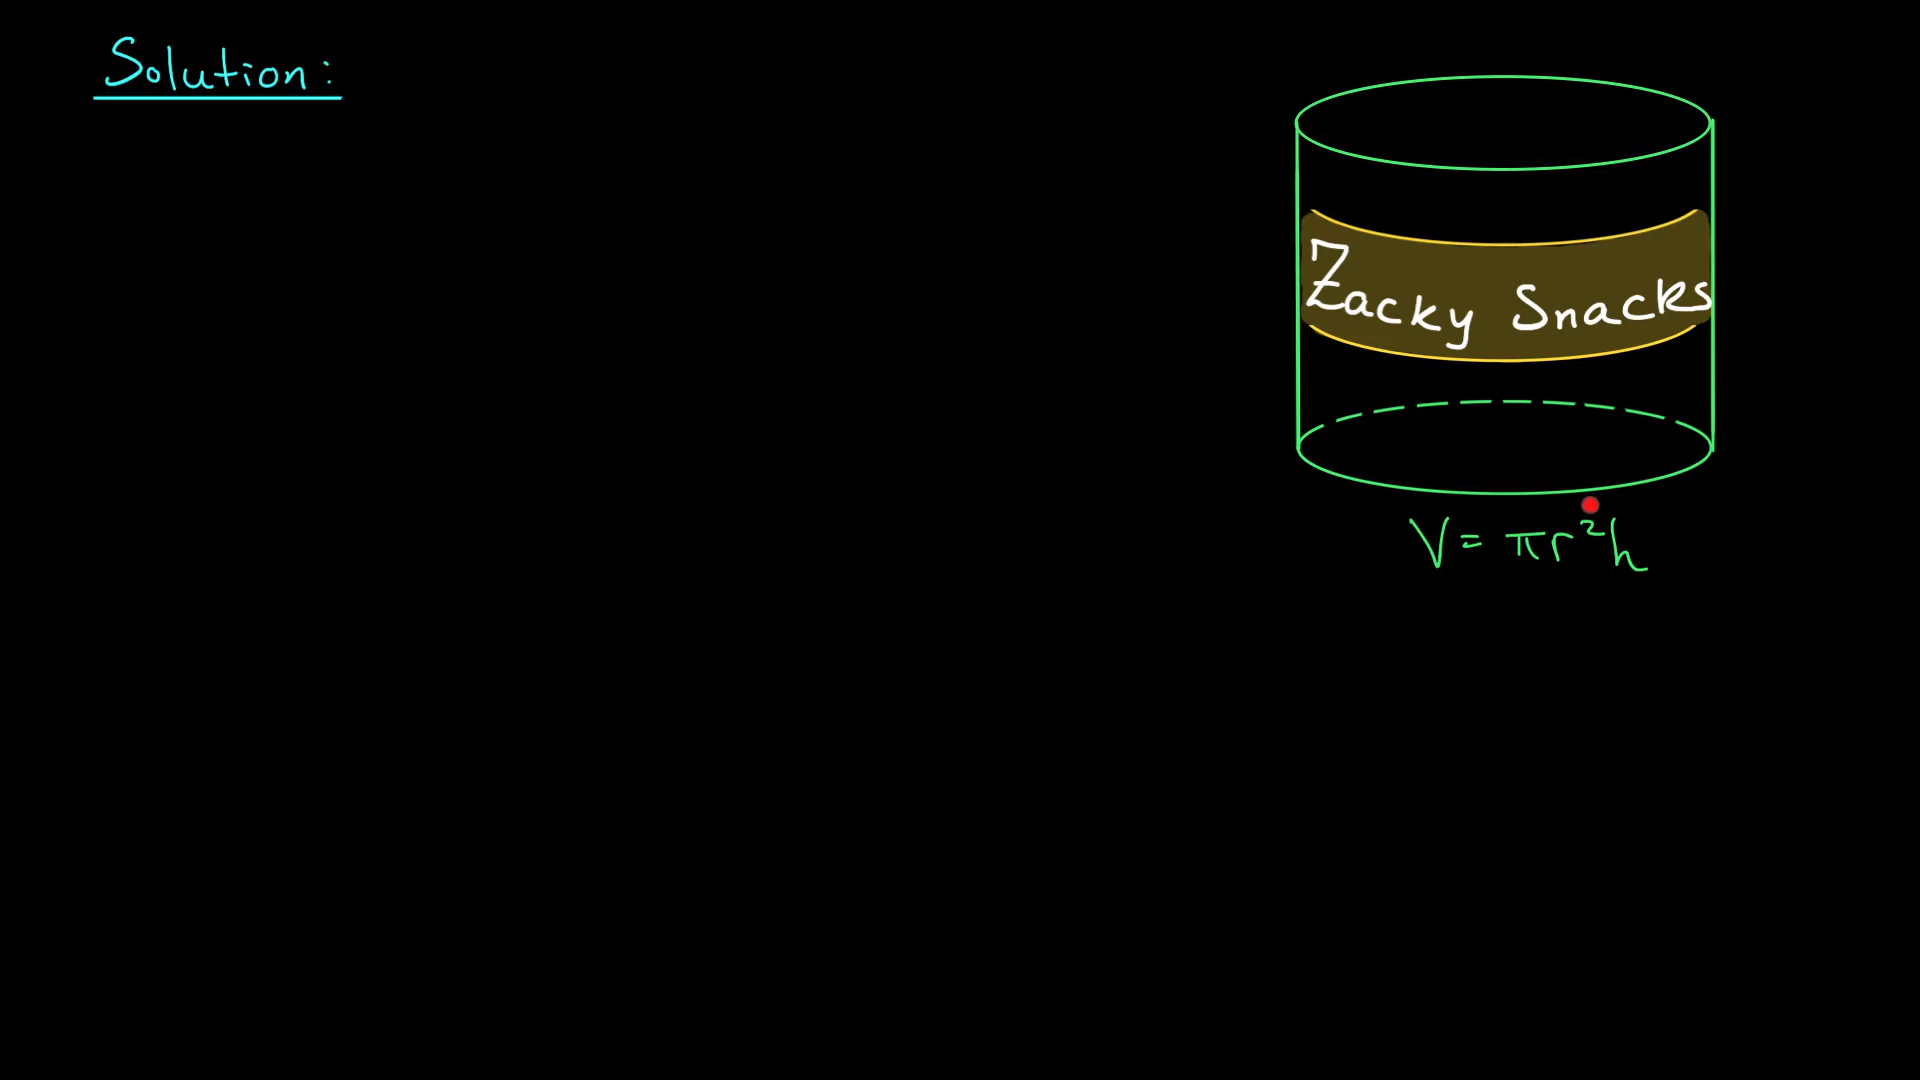 Solution:
Zacky Snacks
V = πr²h